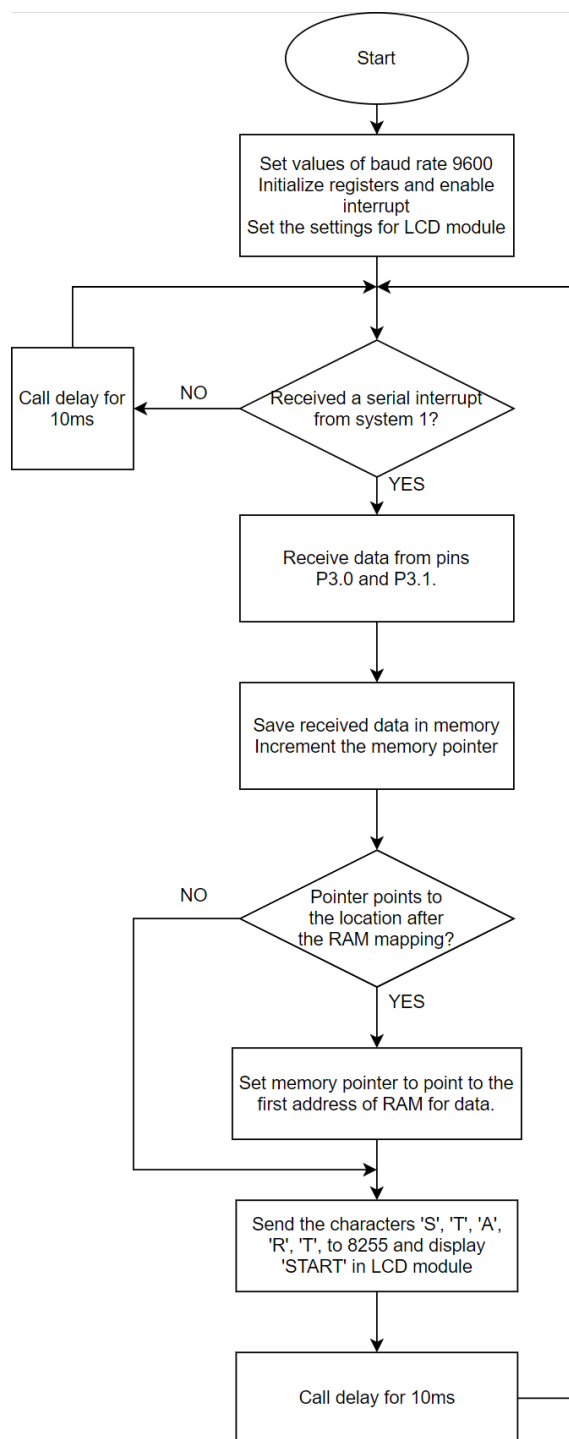 Start
Set values of baud rate 9600
Initialize registers and enable
interrupt
Set the settings for LCD module
Call delay for
10ms
NO
Received a serial interrupt
from system 1?
YES
Receive data from pins
P3.0 and P3.1.
Save received data in memory
Increment the memory pointer
NO
Pointer points to
the location after
the RAM mapping?
YES
Set memory pointer to point to the
first address of RAM for data.
Send the characters 'S', 'T', 'A',
'R', 'T', to 8255 and display
'START' in LCD module
Call delay for 10ms